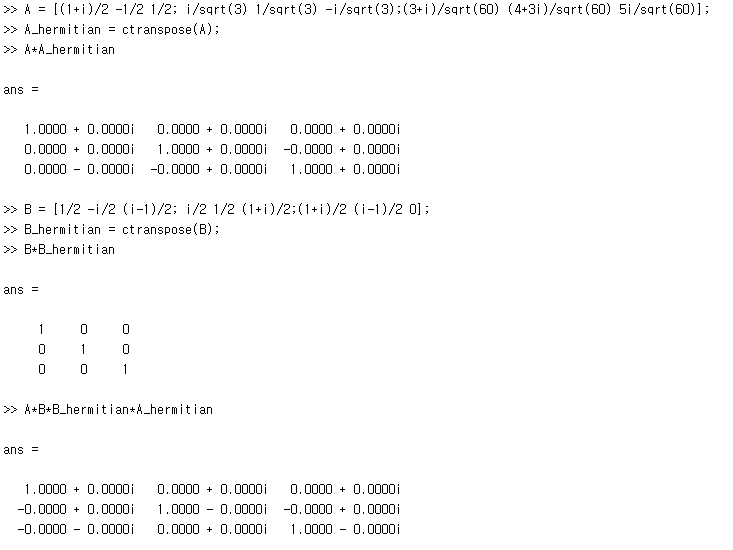 >> A = [(1+i)/2 -1/2 1/2; i/sqrt(3) 1/sqrt(3) -i/sqrt(3);(3+i)/sqrt(60) (4+3i)/sqrt(60) 5i/sqrt(60)];
>> A_hermitian = ctranspose(A);
>> A*A_hermitian
ans =
1.0000 + 0.0000i 0.0000 + 0.0000i 0.0000 + 0.0000i
0.0000 + 0.0000i 1.0000 + 0.0000i -0.0000 + 0.0000i
0.0000 - 0.0000i -0.0000 + 0.0000i 1.0000 + 0.0000i
>> B = [1/2 -i/2 (i-1)/2; i/2 1/2 (1+i)/2;(1+i)/2 (i-1)/2 0];
>> B_hermitian = ctranspose(B);
>> B*B_hermitian
ans =
1 0 0
0 1 0
0 0 1
>> A*B*B_hermitian*A_hermitian
ans =
1.0000 + 0.0000i 0.0000 + 0.0000i 0.0000 + 0.0000i
-0.0000 + 0.0000i 1.0000 - 0.0000i -0.0000 + 0.0000i
-0.0000 - 0.0000i 0.0000 + 0.0000i 1.0000 - 0.0000i